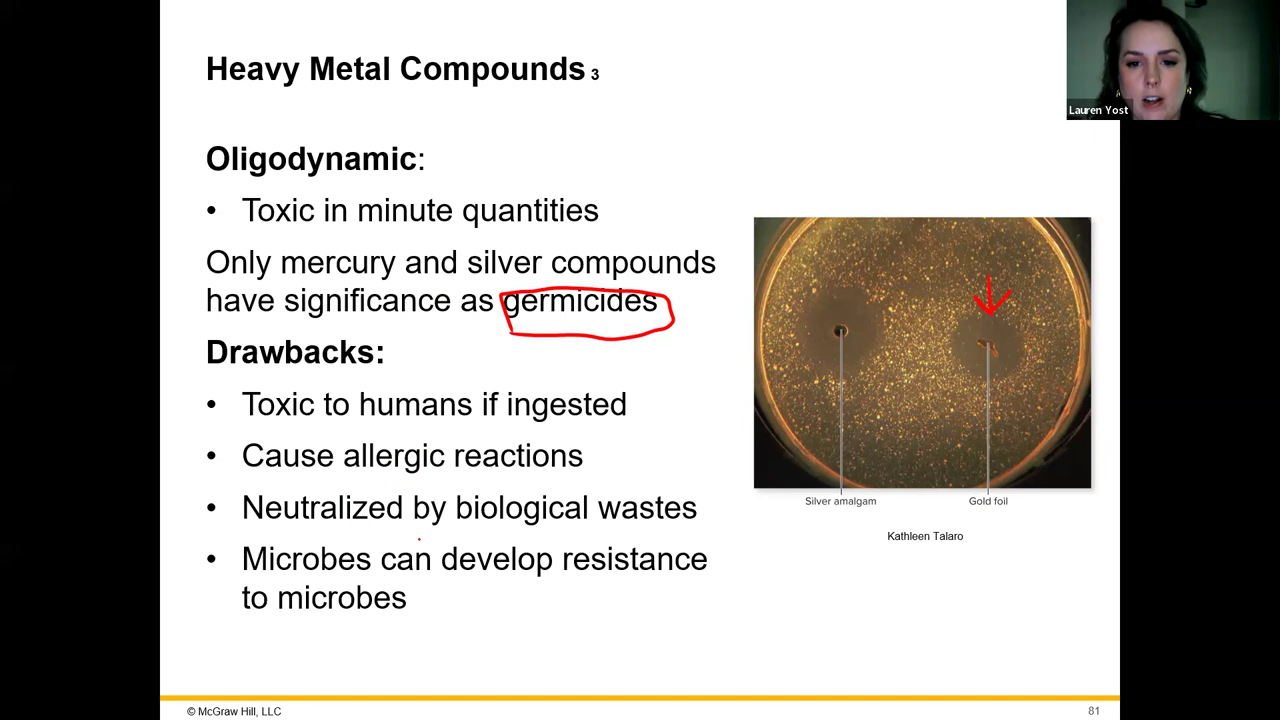 Heavy Metal Compounds 3
Lauren Yost
Oligodynamic:
• Toxic in minute quantities
Only mercury and silver compounds
have significance as germicides
Drawbacks:
• Toxic to humans if ingested
• Cause allergic reactions
• Neutralized by biological wastes
• Microbes can develop resistance
to microbes
Silver amalgam
Gold foil
Kathleen Talaro
© McGraw Hill, LLC
81